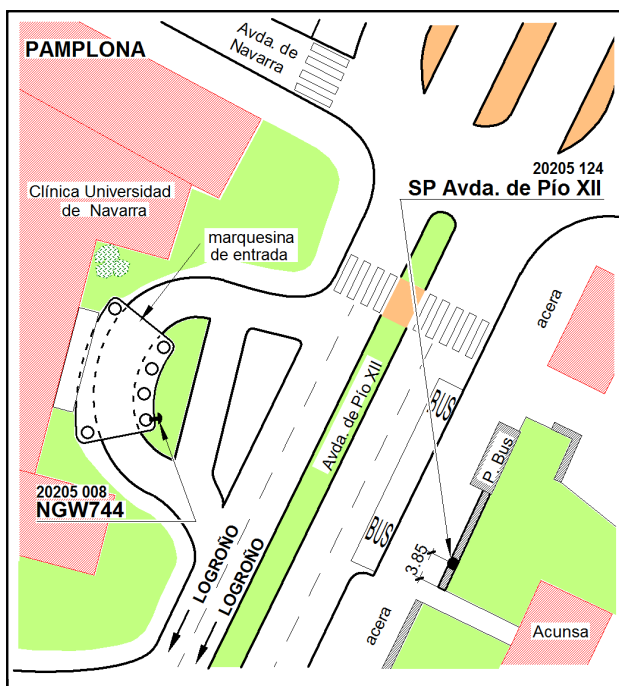 PAMPLONA
Avda. de
Navarra
20205 124
SP Avda. de Pío XII
Clínica Universidad
de Navarra
marquesina
de entrada
acera
Avda. de Pío XII
BUS
P. Bus
20205 008
NGW744
BUS
LOGROÑO
LOGROÑO
3.85
acera
Acunsa